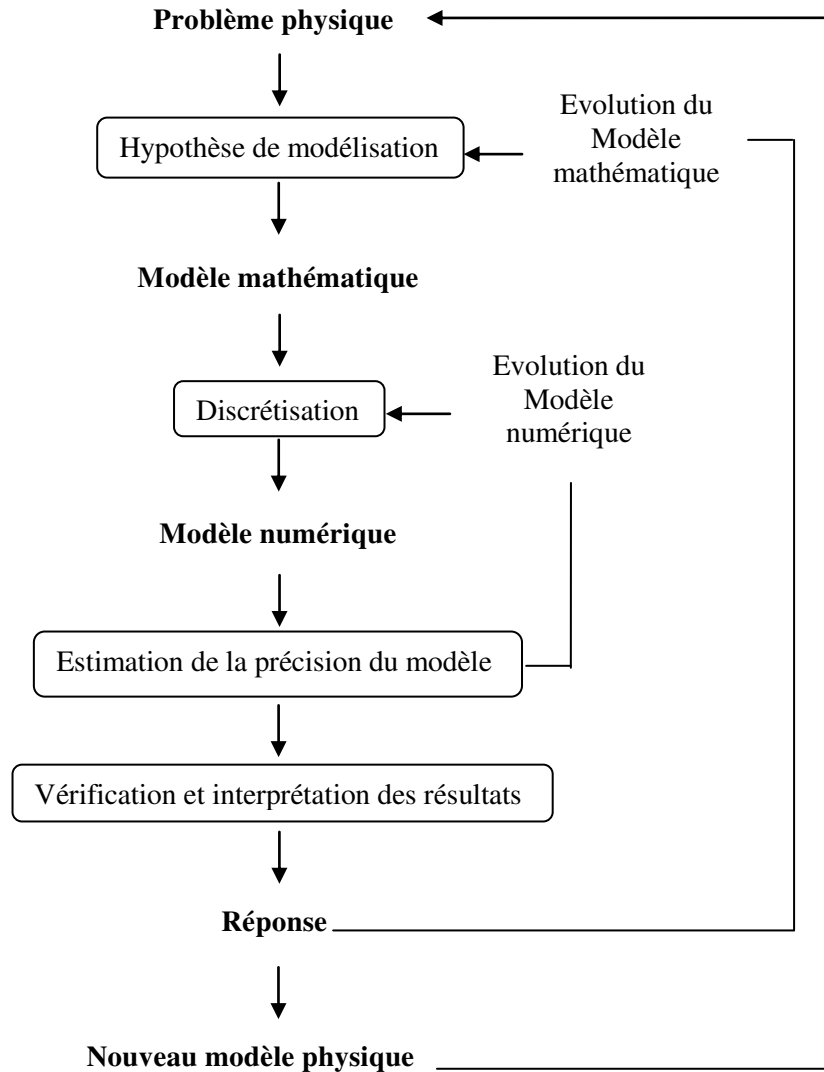 Problème physique
Hypothèse de modélisation
Evolution du
Modèle
mathématique
Modèle mathématique
Discrétisation
Evolution du
Modèle
numérique
Modèle numérique
Estimation de la précision du modèle
Vérification et interprétation des résultats
Réponse
Nouveau modèle physique